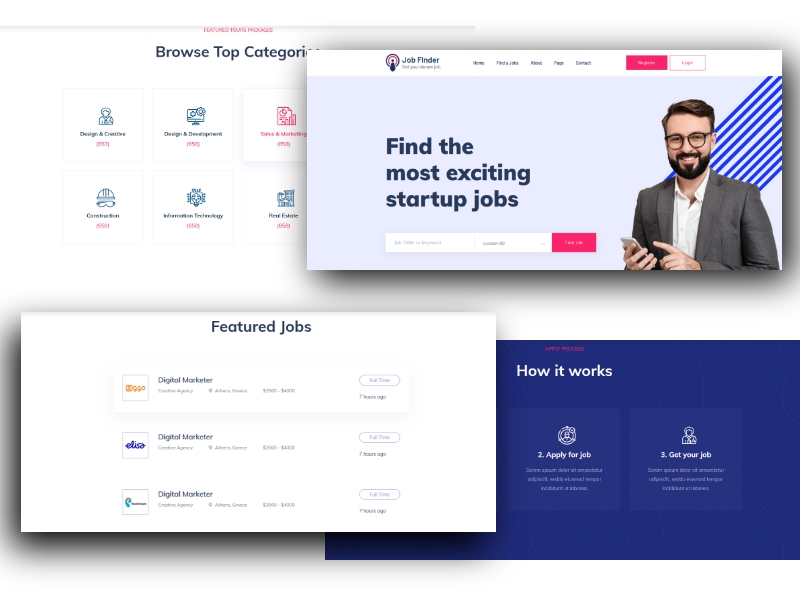 FEATURED TOURS PACKAGES
Browse Top Categories
Design & Creative
(653)
Design & Development
(658)
Sales & Marketing
(658)
Construction
(658)
Information Technology
(658)
Real Estate
(658)
Job Finder
Get your dream job
Home
Find a Jobs
About
Page
Contact
Register
Login
Find the
most exciting
startup jobs
Job Tittle or keyword
Location BD
Find job
Featured Jobs
Digital Marketer
Creative Agency
Athens, Greece
$3500 - $4000
Full Time
7 hours ago
eliso
Digital Marketer
Creative Agency
Athens, Greece
$3500 - $4000
Full Time
7 hours ago
Digital Marketer
Creative Agency
Athens, Greece
$3500 - $4000
Full Time
7 hours ago
APPLY PROCESS
How it works
2. Apply for job
Sorem spsum dolor sit amsectetur
adipisclt, seddo eiusmod tempor
incididunt ut laborea.
3. Get your job
Sorem spsum dolor sit amsectetur
adipisclt, seddo eiusmod tempor
incididunt ut laborea.